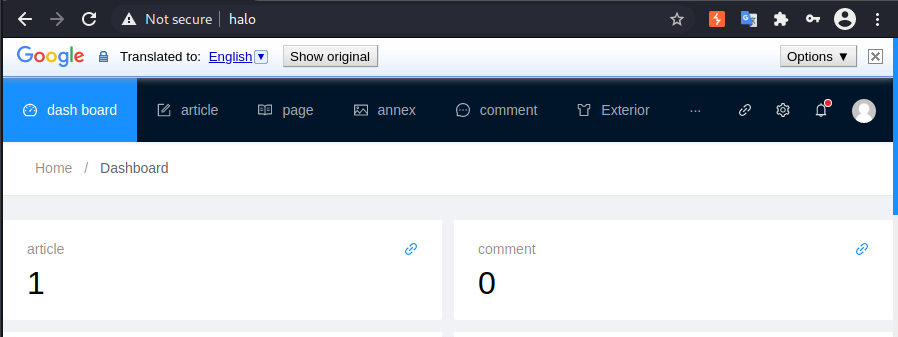 Not secure halo
Google Translated to: English Show original Options ▼
dash board article page annex comment Exterior ···
Home / Dashboard
article comment
1 0